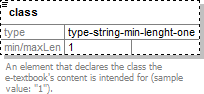 class
type type-string-min-lenght-one
min/maxLen 1
An element that declares the class the
e-textbook's content is intended for (sample
value: "1").